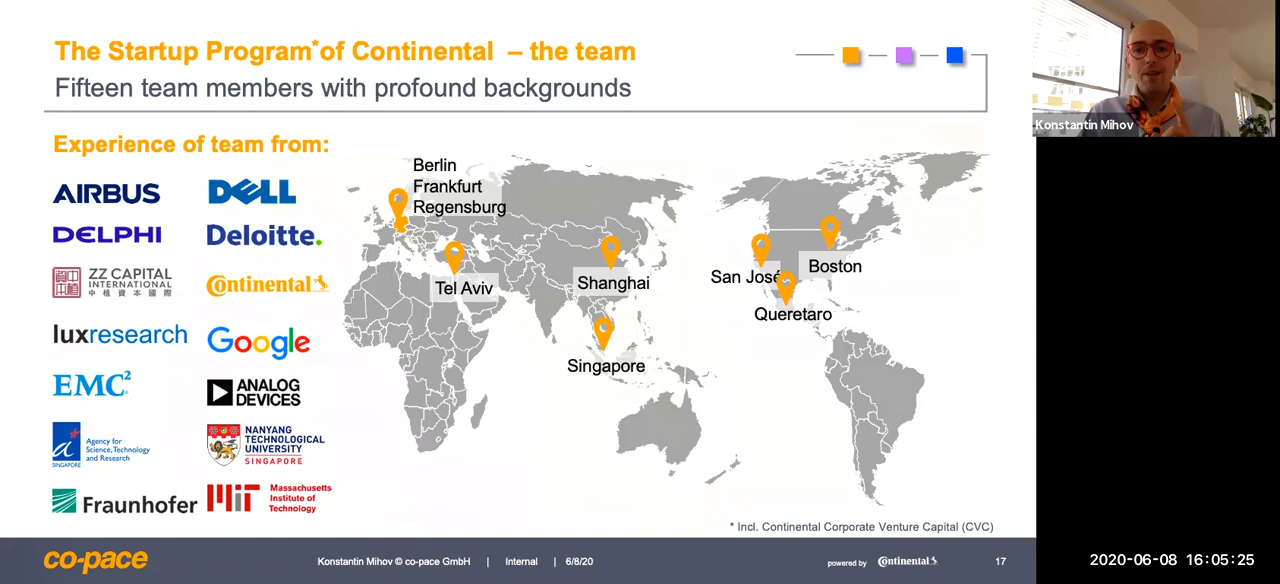 The Startup Program* of Continental – the team
Fifteen team members with profound backgrounds
Experience of team from:
AIRBUS
DELL
DELPHI
Deloitte.
ZZ CAPITAL
INTERNATIONAL
中植資本國際
Continental
luxresearch
Google
EMC²
ANALOG
DEVICES
a
SINGAPORE
Agency for
Science, Technology
and Research
NANYANG
TECHNOLOGICAL
UNIVERSITY
SINGAPORE
Fraunhofer
MIT
Massachusetts
Institute of
Technology
Berlin
Frankfurt
Regensburg
Tel Aviv
Shanghai
Singapore
San José
Boston
Queretaro
* Incl. Continental Corporate Venture Capital (CVC)
co-pace
Konstantin Mihov © co-pace GmbH | Internal | 6/8/20
powered by Continental
17
Konstantin Mihov
2020-06-08 16:05:25